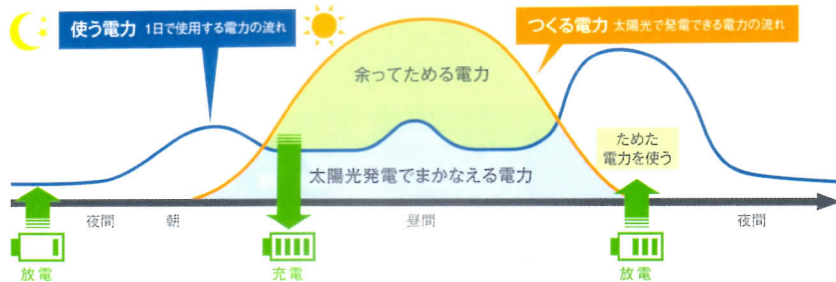 使う電力 1日で使用する電力の流れ
つくる電力 太陽光で発電できる電力の流れ
余ってためる電力
ためた
電力を使う
太陽光発電でまかなえる電力
夜間
朝
昼間
夜間
放電
充電
放電